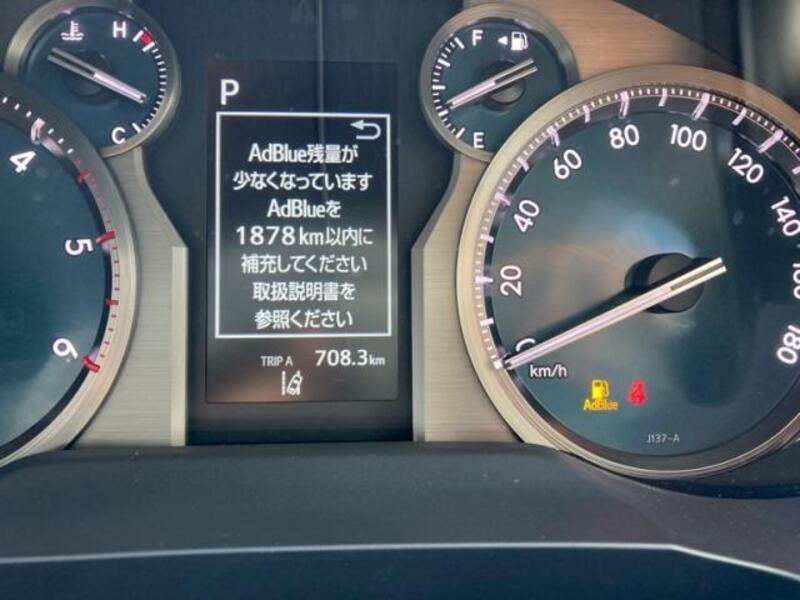 H
C
F
E
P
AdBlue残量が
少なくなっています
AdBlueを
1878km以内に
補充してください
取扱説明書を
参照ください
TRIP A 708.3km
4
5
6
0
20
40
60
80
100
120
140
180
km/h
AdBlue
J137-A